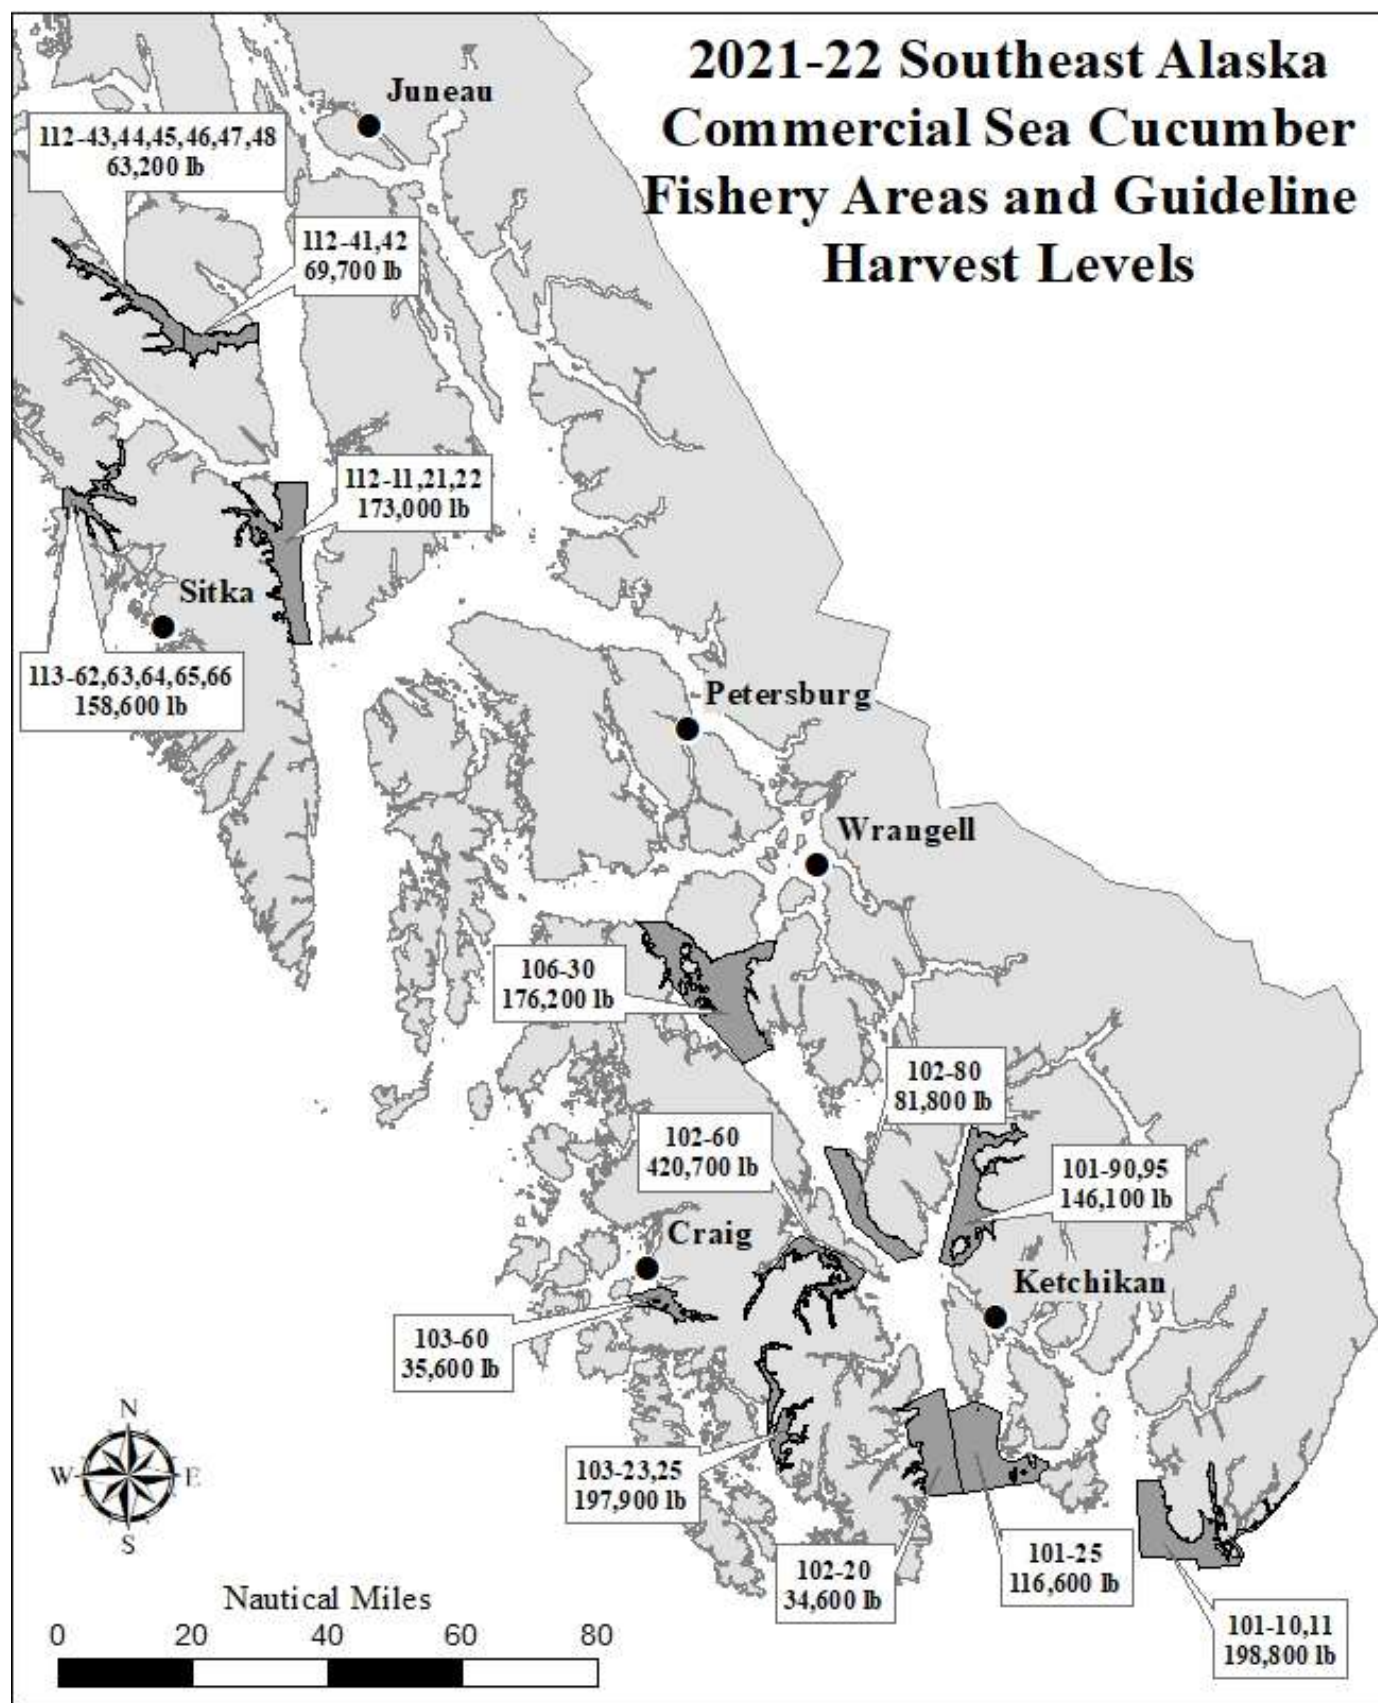 2021-22 Southeast Alaska
Commercial Sea Cucumber
Fishery Areas and Guideline
Harvest Levels
Juneau
112-43,44,45,46,47,48
63,200 lb
112-41,42
69,700 lb
112-11,21,22
173,000 lb
Sitka
113-62,63,64,65,66
158,600 lb
Petersburg
Wrangell
106-30
176,200 lb
102-80
81,800 lb
102-60
420,700 lb
101-90,95
146,100 lb
Craig
Ketchikan
103-60
35,600 lb
103-23,25
197,900 lb
102-20
34,600 lb
101-25
116,600 lb
101-10,11
198,800 lb
N
W E
S
Nautical Miles
0 20 40 60 80